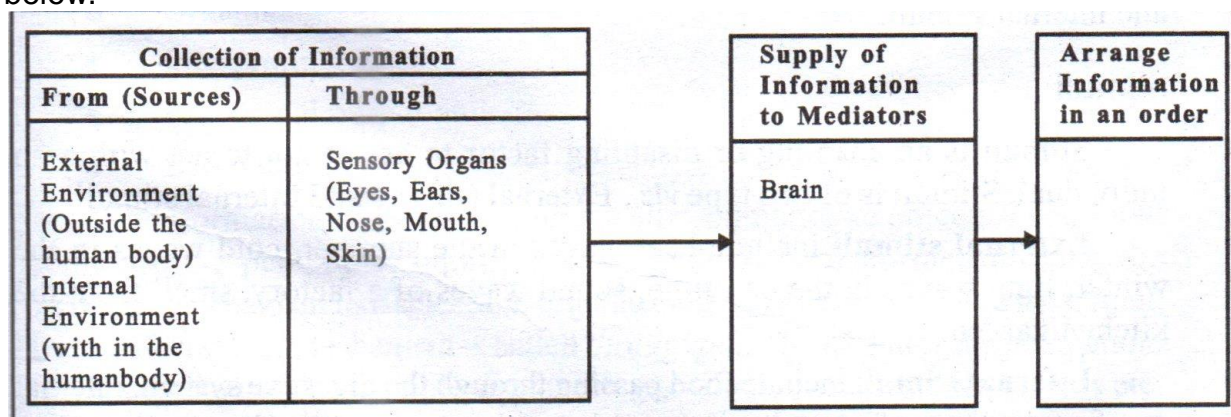 below.
Collection of Information
From (Sources)
Through
External
Environment
(Outside the
human body)
Internal
Environment
(with in the
humanbody)
Sensory Organs
(Eyes, Ears,
Nose, Mouth,
Skin)
Supply of
Information
to Mediators
Brain
Arrange
Information
in an order